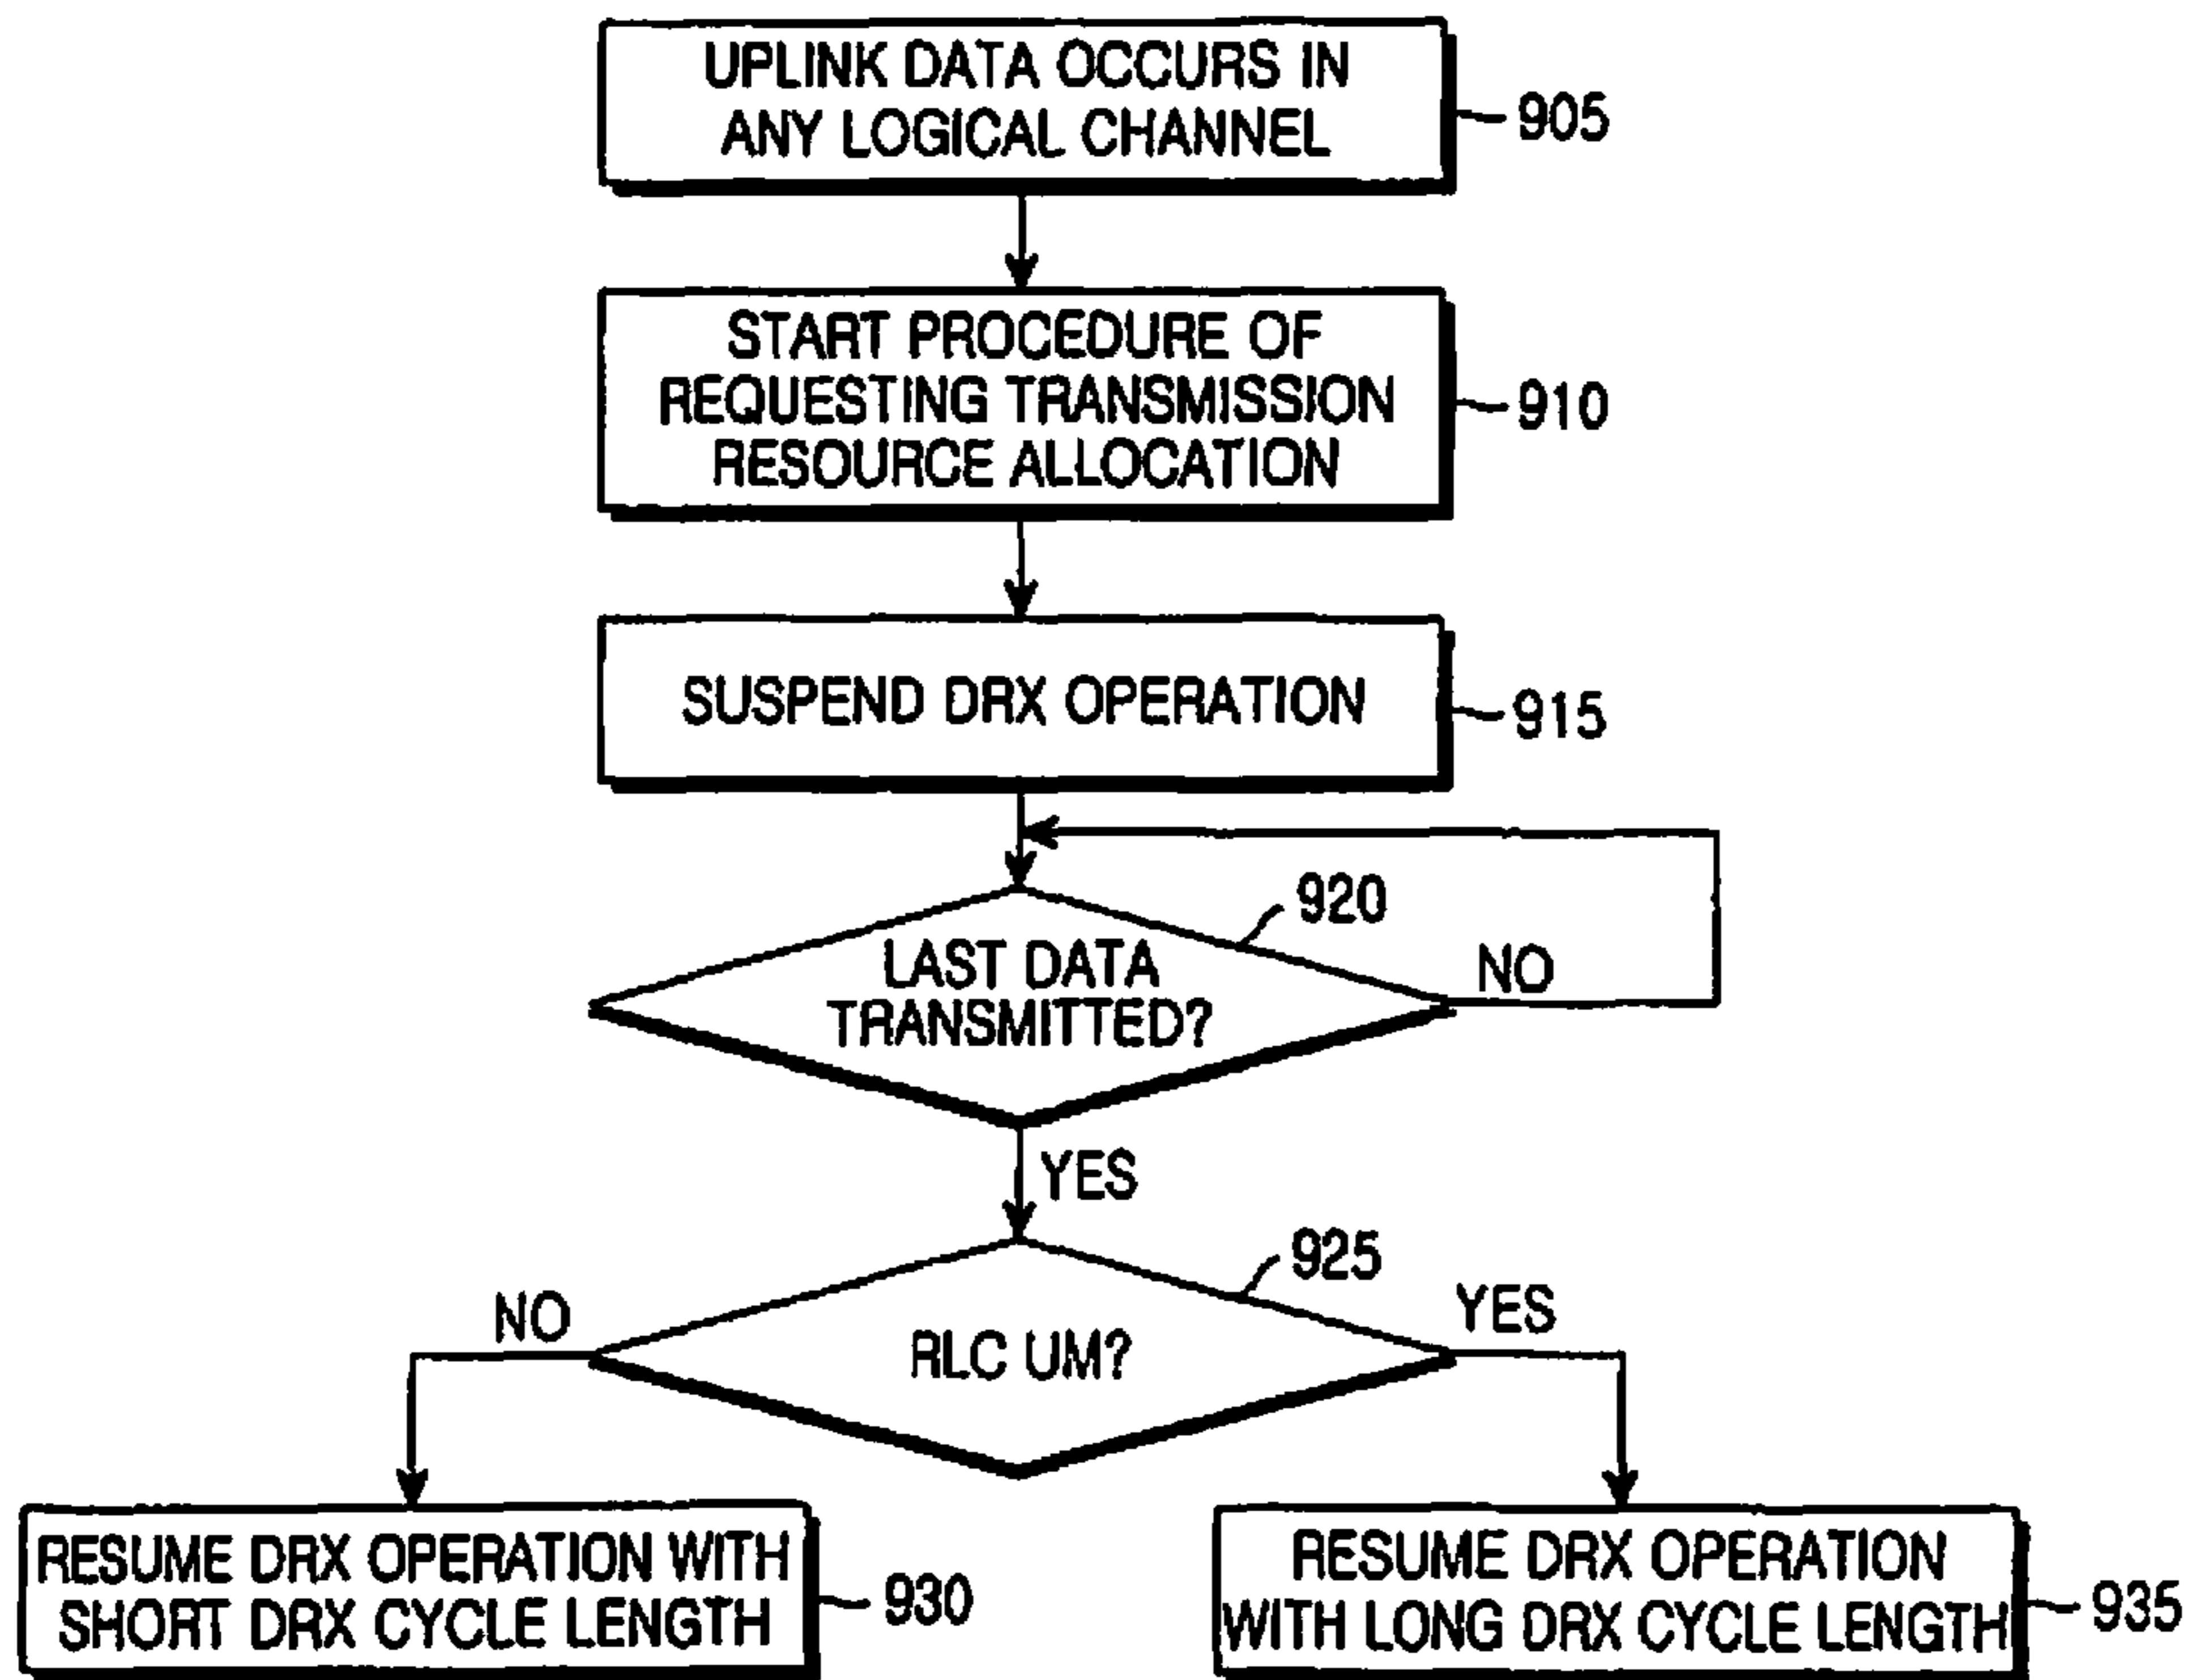 UPLINK DATA OCCURS IN
ANY LOGICAL CHANNEL
905
START PROCEDURE OF
REQUESTING TRANSMISSION
RESOURCE ALLOCATION
910
SUSPEND DRX OPERATION
915
920
LAST DATA
TRANSMITTED?
NO
YES
925
RLC UM?
NO
YES
RESUME DRX OPERATION WITH
SHORT DRX CYCLE LENGTH
930
RESUME DRX OPERATION
WITH LONG DRX CYCLE LENGTH
935